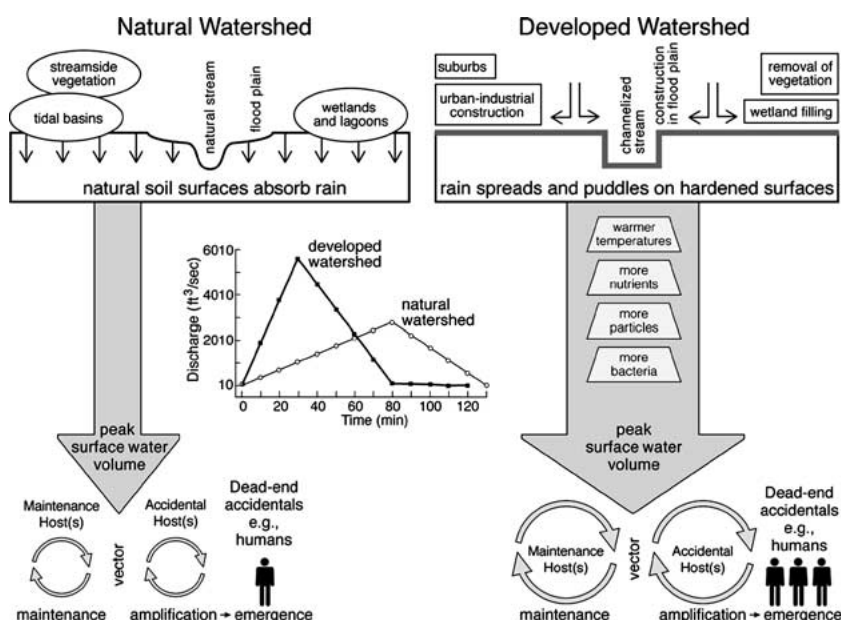 Natural Watershed
streamside
vegetation
tidal basins
natural stream
flood plain
wetlands
and lagoons
natural soil surfaces absorb rain
Developed Watershed
suburbs
urban-industrial
construction
channelized
stream
construction
in flood plain
removal of
vegetation
wetland filling
rain spreads and puddles on hardened surfaces
6010
4010
2010
10
Discharge (ft³/sec)
developed
watershed
natural
watershed
0 20 40 60 80 100 120
Time (min)
warmer
temperatures
more
nutrients
more
particles
more
bacteria
peak
surface water
volume
Maintenance
Host(s)
vector
Accidental
Host(s)
Dead-end
accidentals
e.g.,
humans
maintenance
amplification → emergence
peak
surface water
volume
Maintenance
Host(s)
vector
Accidental
Host(s)
Dead-end
accidentals
e.g.,
humans
maintenance
amplification → emergence